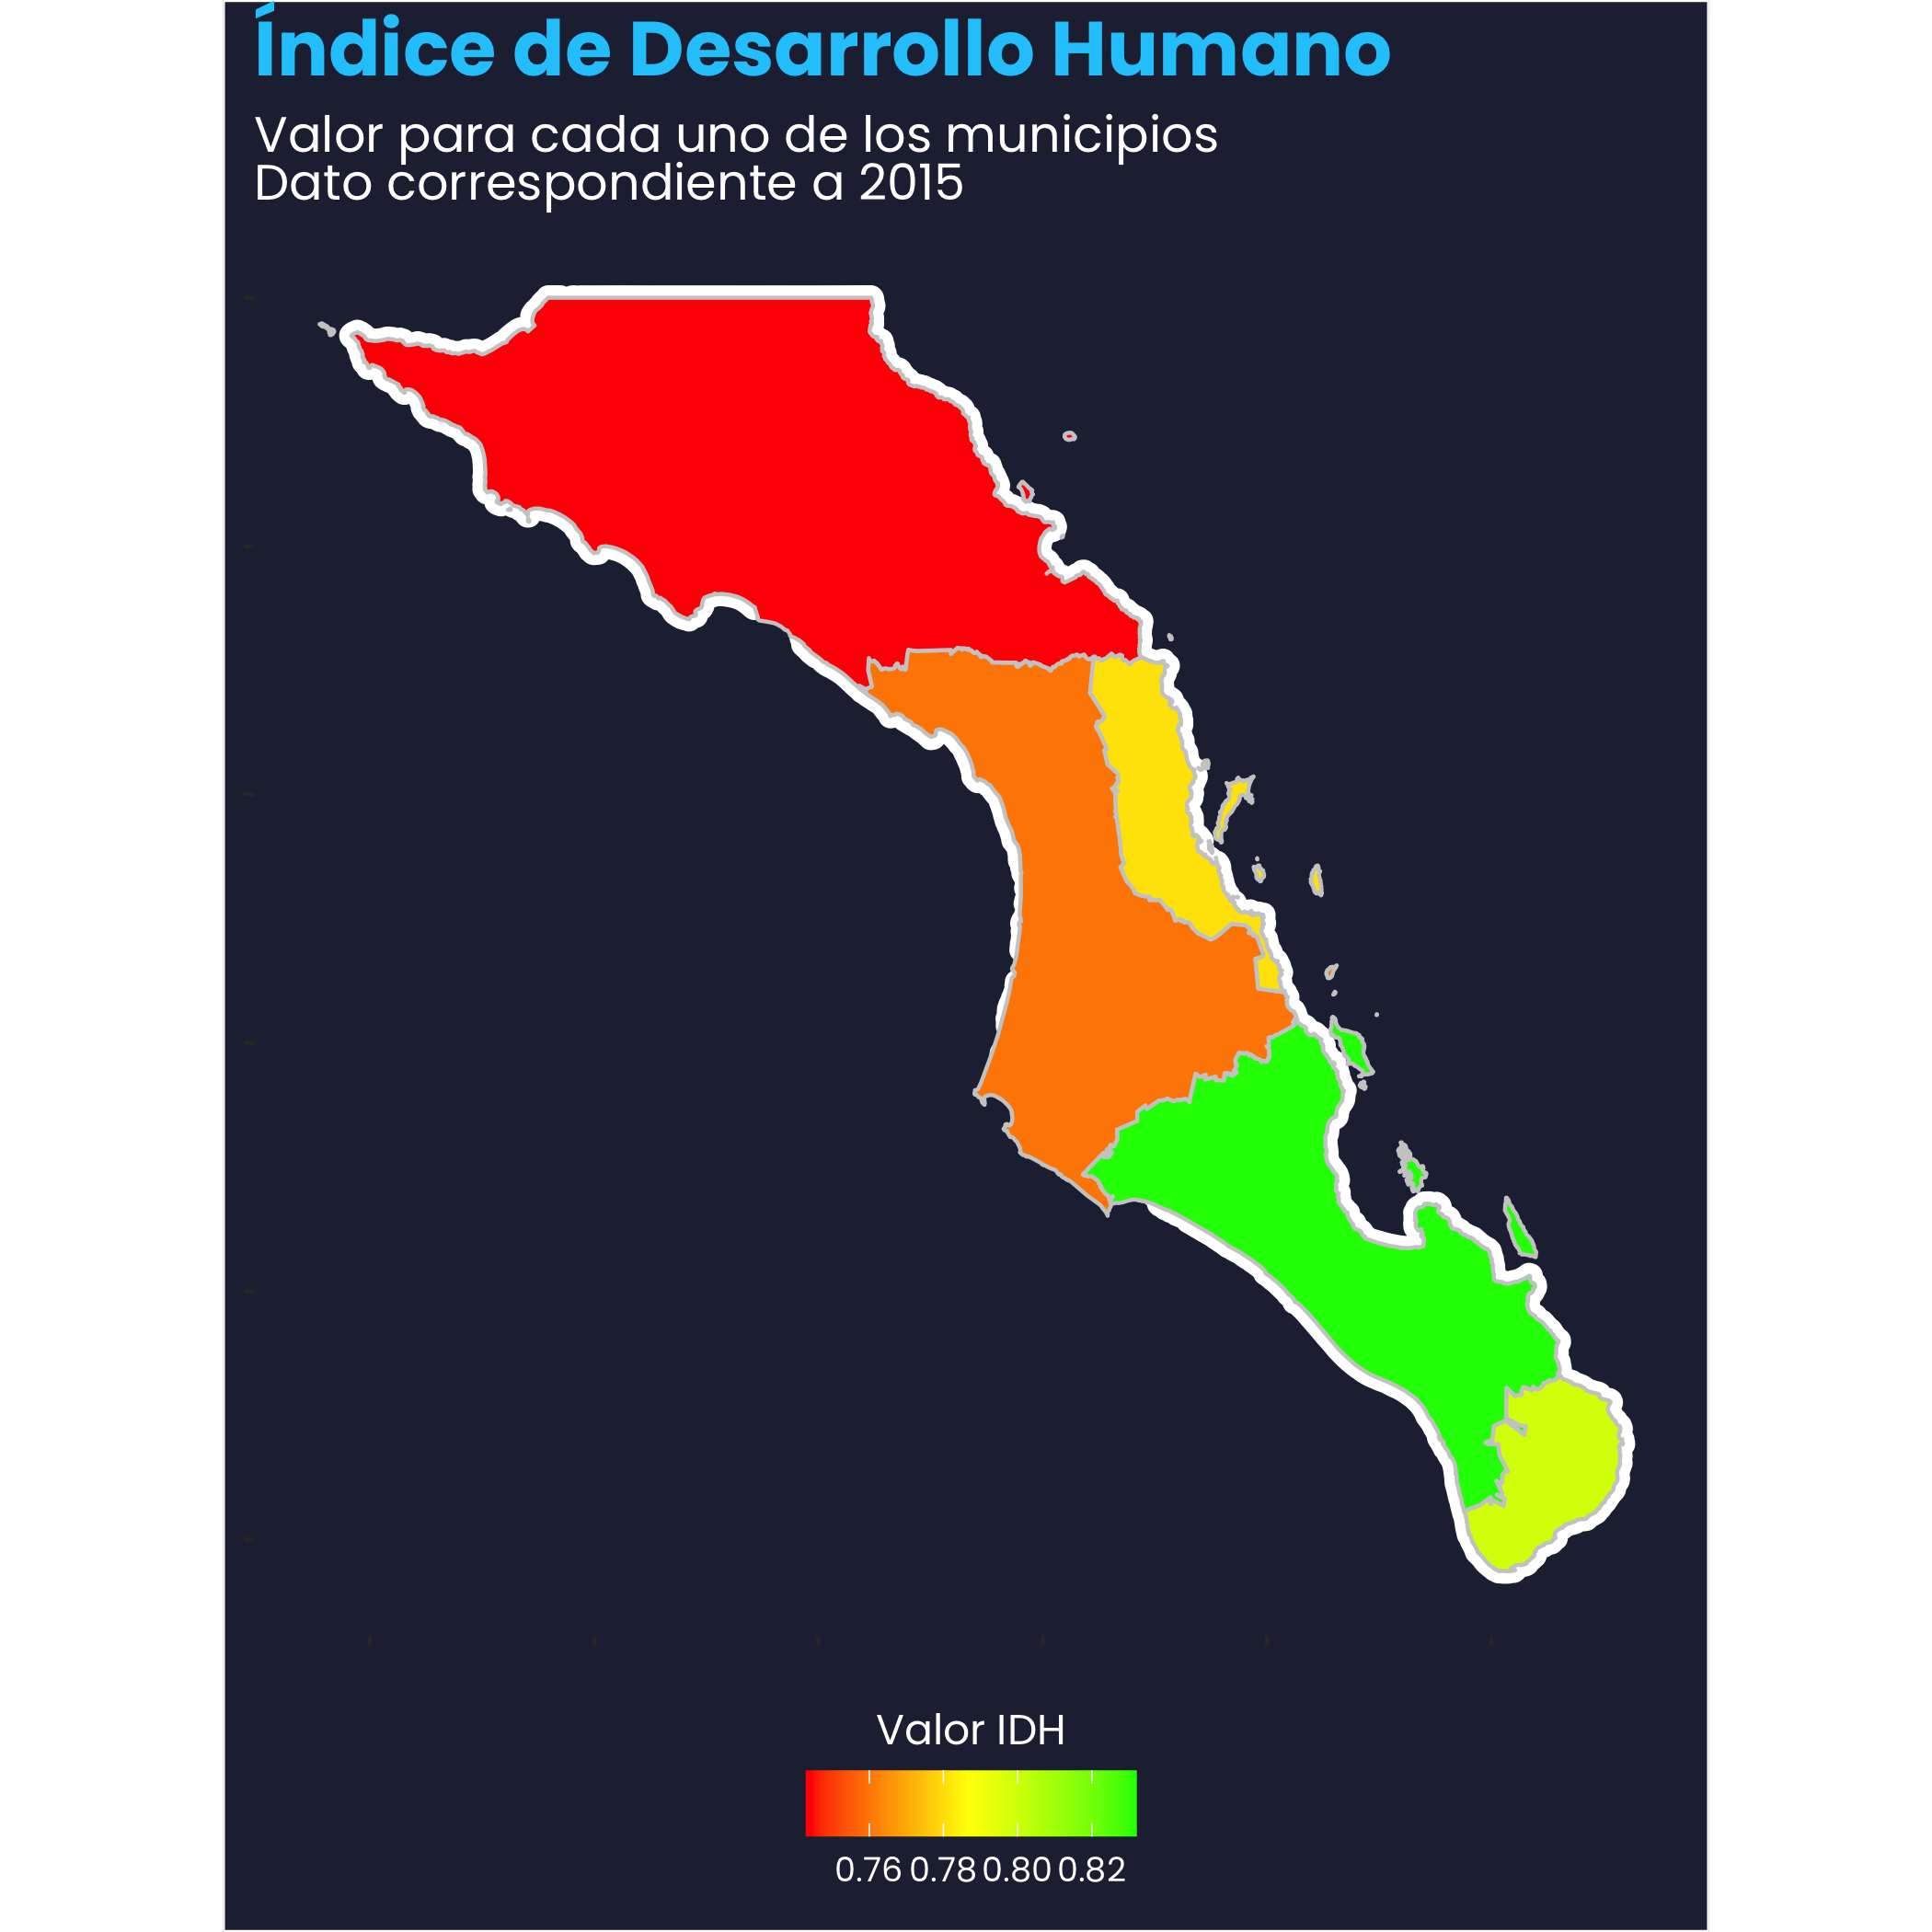 Índice de Desarrollo Humano
Valor para cada uno de los municipios
Dato correspondiente a 2015
Valor IDH
0.76 0.78 0.80 0.82